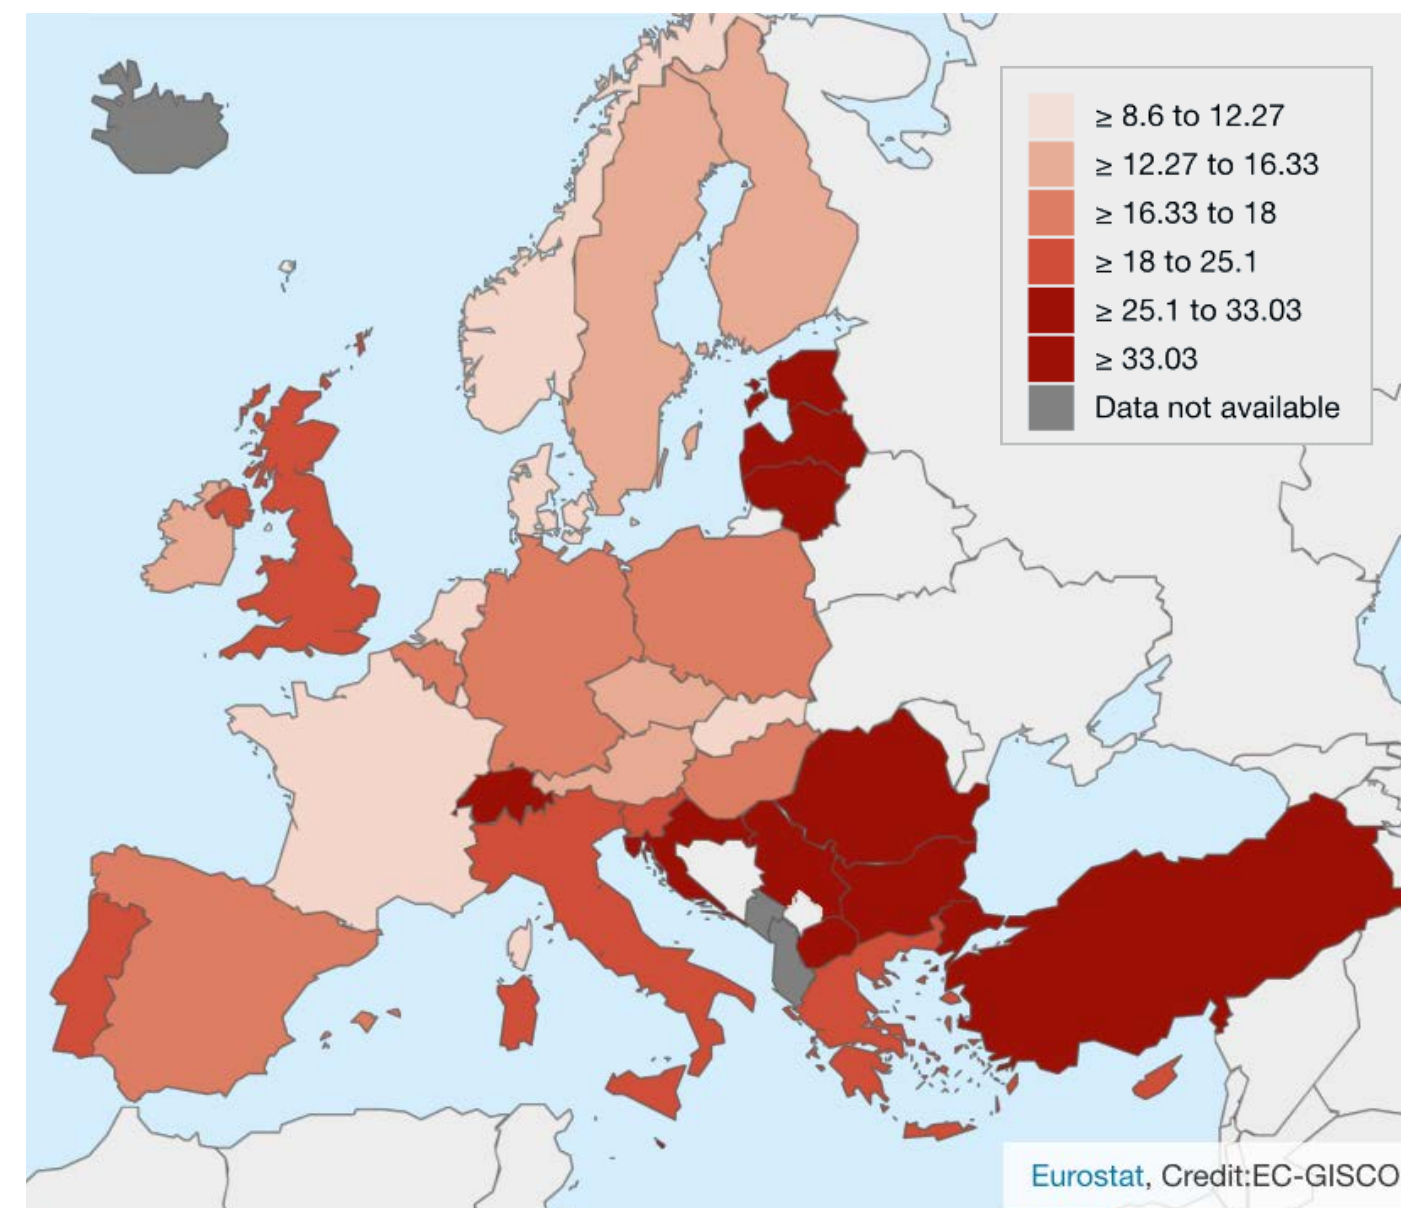 ≥ 8.6 to 12.27
≥ 12.27 to 16.33
≥ 16.33 to 18
≥ 18 to 25.1
≥ 25.1 to 33.03
≥ 33.03
Data not available
Eurostat, Credit:EC-GISCO